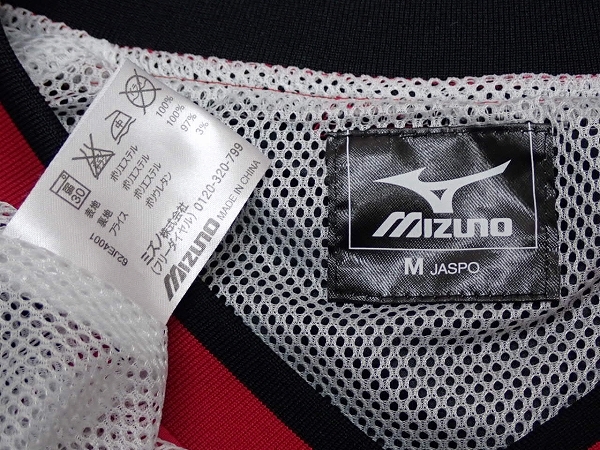 弱
30
表地 ポリエステル 100%
裏地 ポリエステル 100%
フライス ポリエステル 97%
ポリウレタン 3%
62JE4001
ミズノ株式会社
(フリーダイヤル) 0120-320-799
MIZUNO MADE IN CHINA
MIZUNO
M JASPO